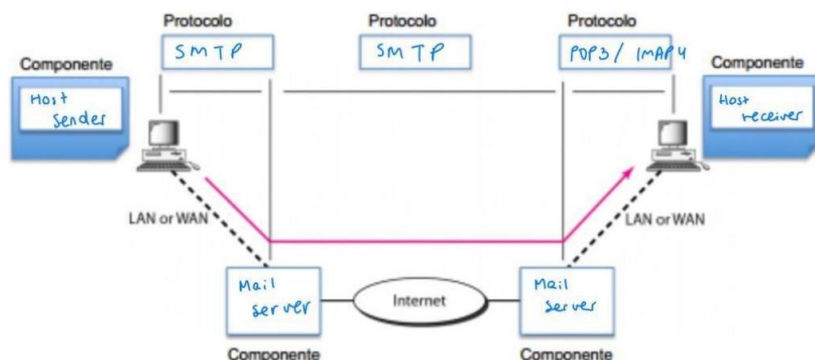 Protocolo
Protocolo
Protocolo
SMTP
SMTP
POP3 / IMAP4
Componente
Componente
Host
sender
Host
receiver
LAN or WAN
LAN or WAN
Mail
server
Internet
Mail
server
Componente
Componente